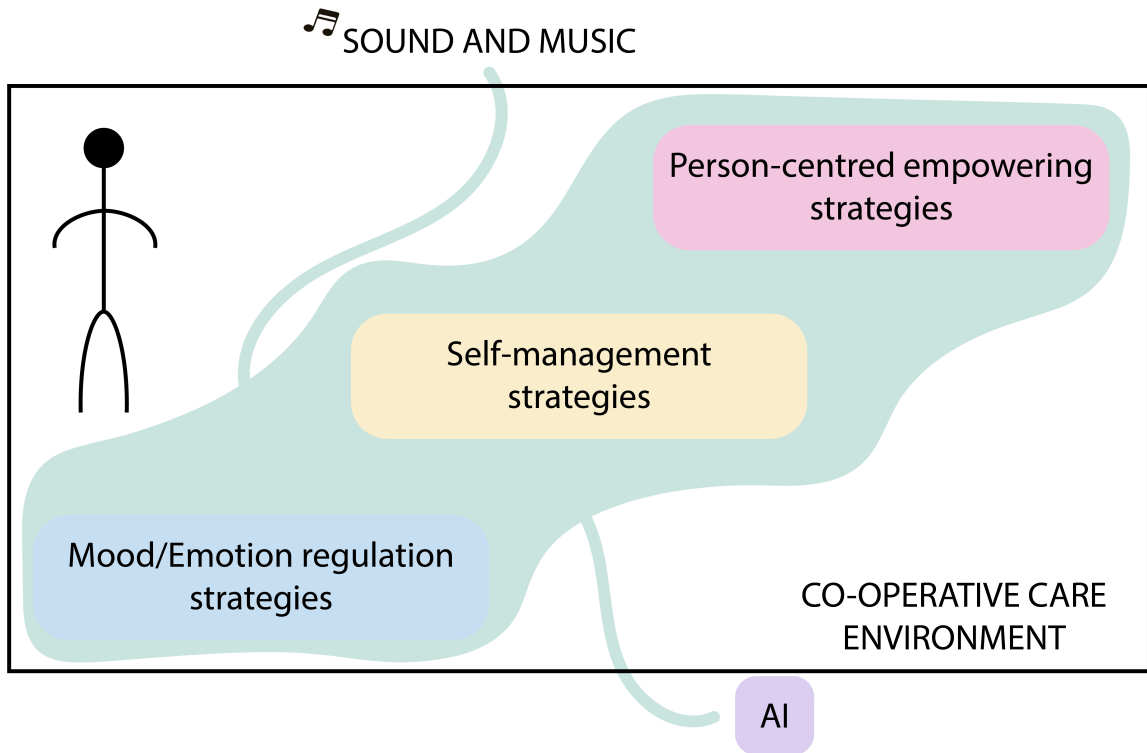 SOUND AND MUSIC
Person-centred empowering
strategies
Self-management
strategies
Mood/Emotion regulation
strategies
CO-OPERATIVE CARE
ENVIRONMENT
AI